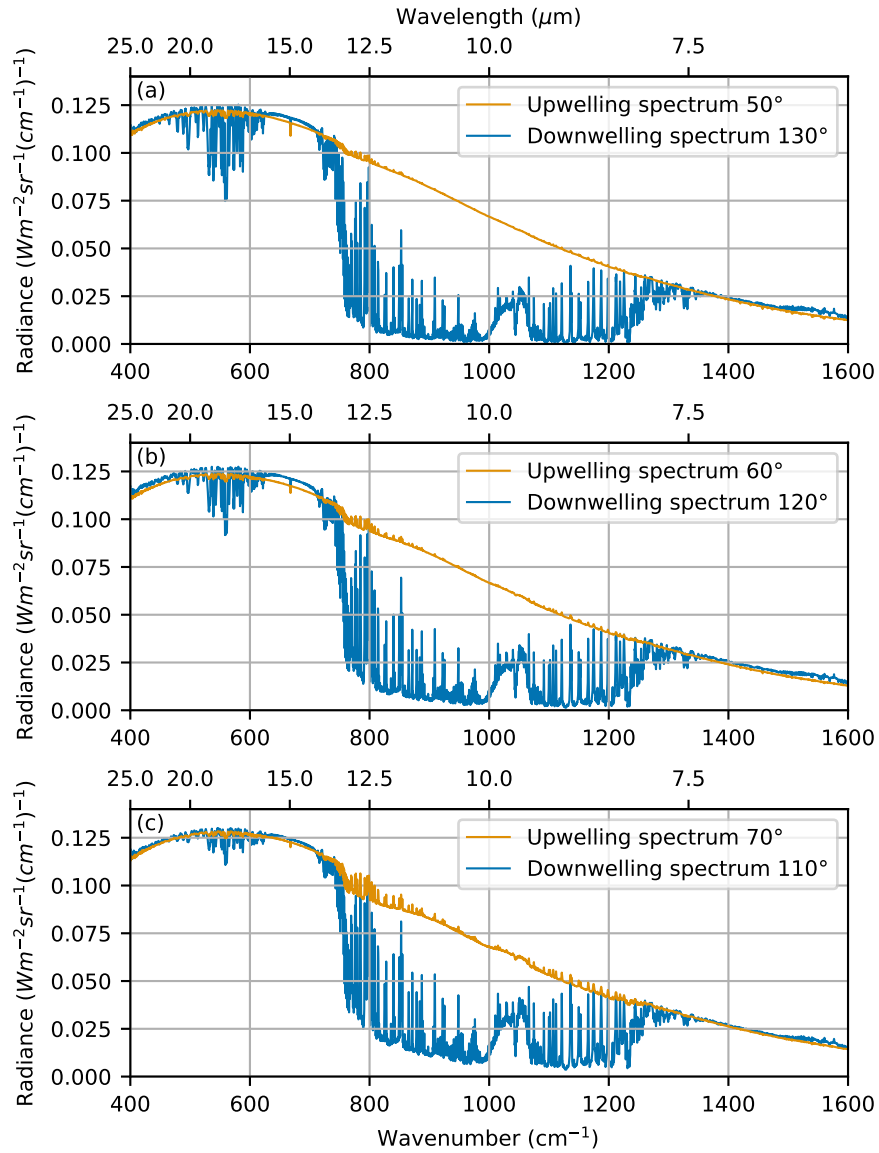 Wavelength (μm)
25.0 20.0 15.0 12.5 10.0 7.5
(a)
Upwelling spectrum 50°
Downwelling spectrum 130°
Radiance (Wm⁻²sr⁻¹(cm⁻¹)⁻¹)
0.125
0.100
0.075
0.050
0.025
0.000
400 600 800 1000 1200 1400 1600
25.0 20.0 15.0 12.5 10.0 7.5
(b)
Upwelling spectrum 60°
Downwelling spectrum 120°
Radiance (Wm⁻²sr⁻¹(cm⁻¹)⁻¹)
0.125
0.100
0.075
0.050
0.025
0.000
400 600 800 1000 1200 1400 1600
25.0 20.0 15.0 12.5 10.0 7.5
(c)
Upwelling spectrum 70°
Downwelling spectrum 110°
Radiance (Wm⁻²sr⁻¹(cm⁻¹)⁻¹)
0.125
0.100
0.075
0.050
0.025
0.000
400 600 800 1000 1200 1400 1600
Wavenumber (cm⁻¹)